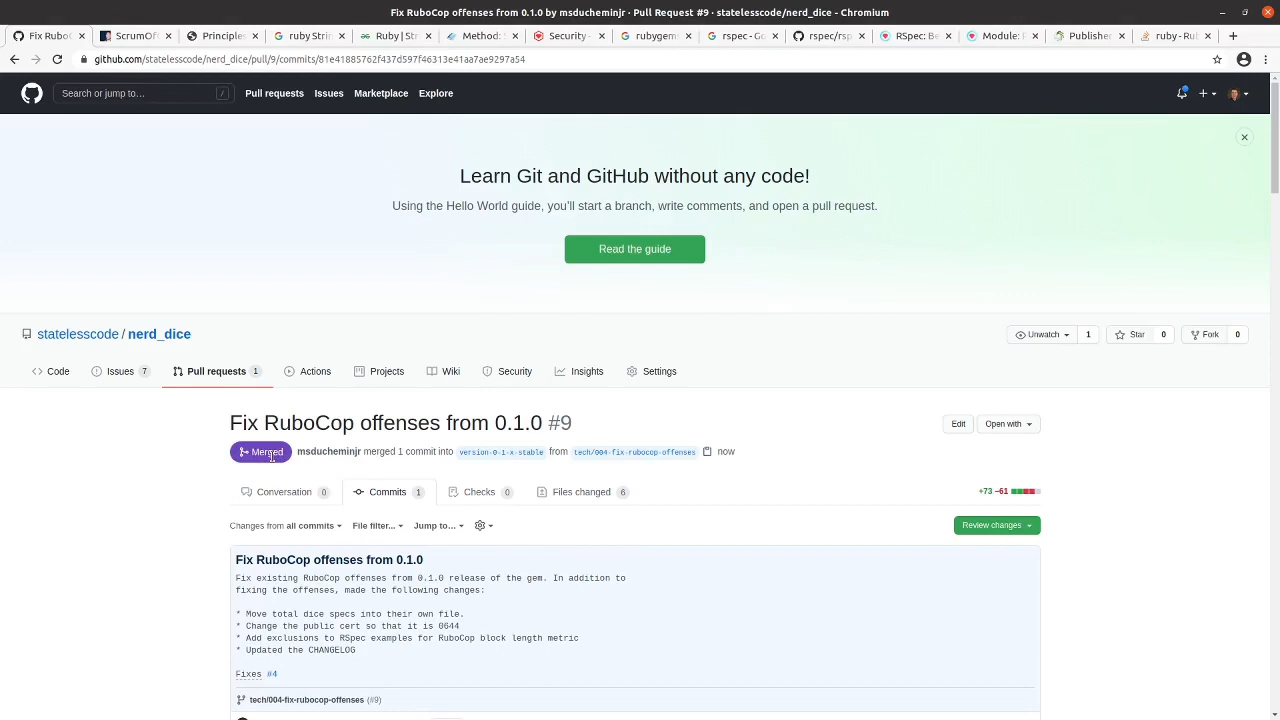 Fix RuboCop offenses from 0.1.0 by msducheminjr · Pull Request #9 · statelesscode/nerd_dice - Chromium
Fix RuboC
ScrumOf
Principles
ruby Strin
Ruby | Str
Method: S
Security-
rubygem
rspec - Go
rspec/rsp
RSpec: Be
Module: R
Publisher
ruby - Ru
github.com/statelesscode/nerd_dice/pull/9/commits/81e41885762f437d597f46313e41aa7ae9297a54
Search or jump to… /
Pull requests
Issues
Marketplace
Explore
Learn Git and GitHub without any code!
Using the Hello World guide, you'll start a branch, write comments, and open a pull request.
Read the guide
statelesscode / nerd_dice
Unwatch 1
Star 0
Fork 0
Code
Issues 7
Pull requests 1
Actions
Projects
Wiki
Security
Insights
Settings
Fix RuboCop offenses from 0.1.0 #9
Edit
Open with
Merged
msducheminjr merged 1 commit into version-0-1-x-stable from tech/004-fix-rubocop-offenses now
Conversation 0
Commits 1
Checks 0
Files changed 6
+73 −61
Changes from all commits
File filter...
Jump to…
Review changes
Fix RuboCop offenses from 0.1.0
Fix existing RuboCop offenses from 0.1.0 release of the gem. In addition to
fixing the offenses, made the following changes:
* Move total dice specs into their own file.
* Change the public cert so that it is 0644
* Add exclusions to RSpec examples for RuboCop block length metric
* Updated the CHANGELOG
Fixes #4
tech/004-fix-rubocop-offenses (#9)